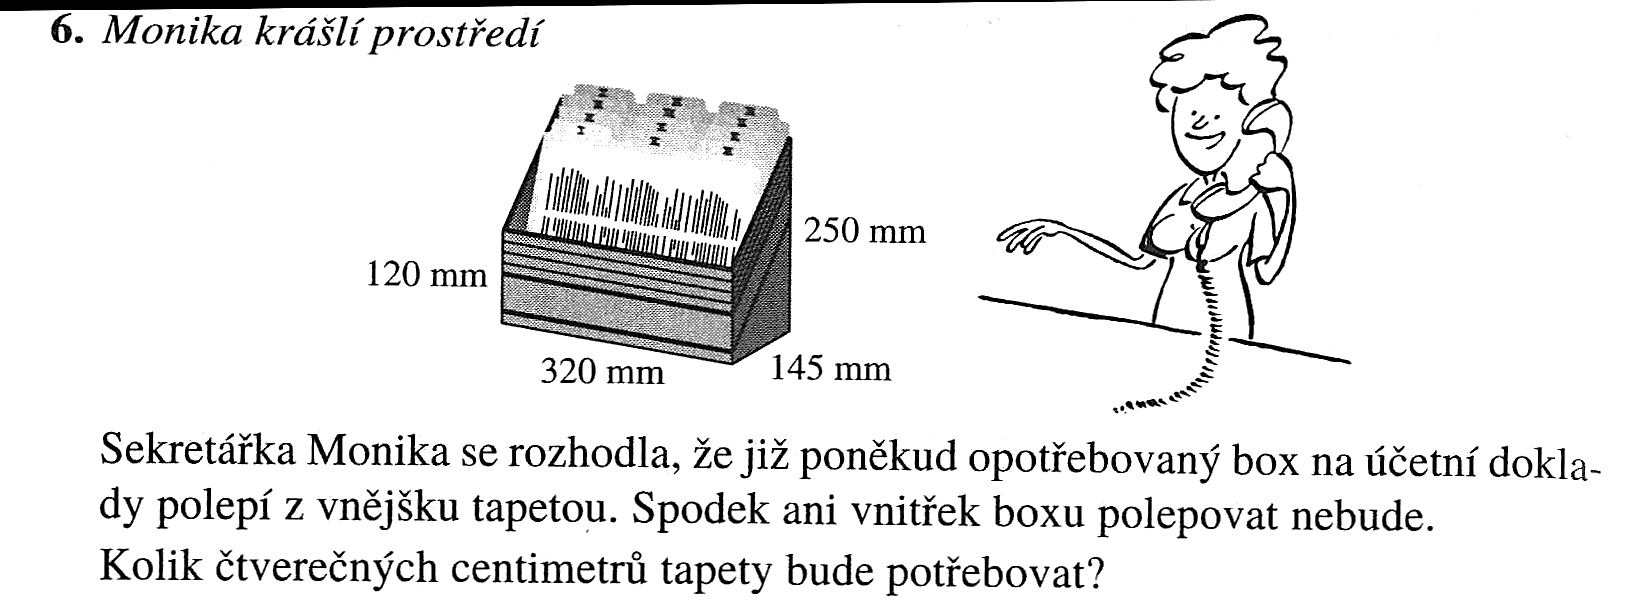 6. Monika krášlí prostředí
250 mm
120 mm
320 mm
145 mm
Sekretářka Monika se rozhodla, že již poněkud opotřebovaný box na účetní dokla-
dy polepí z vnějšku tapetou. Spodek ani vnitřek boxu polepovat nebude.
Kolik čtverečných centimetrů tapety bude potřebovat?